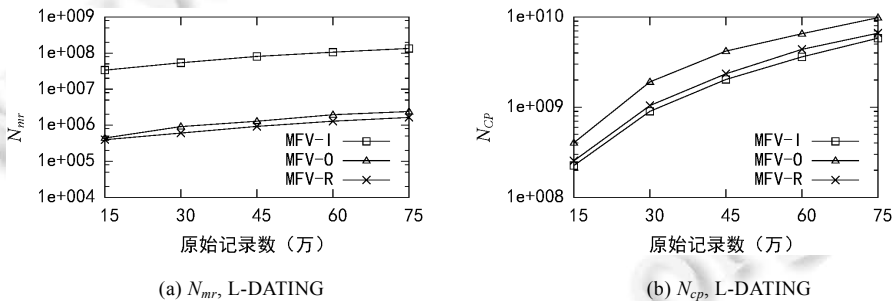 1e+009
1e+008
1e+007
1e+006
1e+005
1e+004
N_mr
MFV-I
MFV-O
MFV-R
15 30 45 60 75
原始记录数（万）
(a) N_mr, L-DATING
1e+010
1e+009
1e+008
N_CP
MFV-I
MFV-O
MFV-R
15 30 45 60 75
原始记录数（万）
(b) N_cp, L-DATING